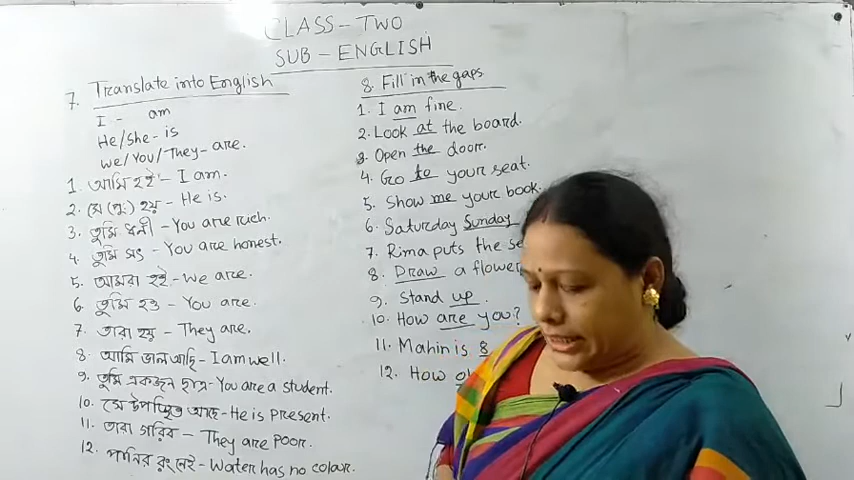 CLASS - TWO
SUB - ENGLISH
7. Translate into English
I - am
He/She - is
We/You/They - are.
1. আমি হই - I am.
2. সে (পুং) হয় - He is.
3. তুমি ধনী - You are rich.
4. তুমি সৎ - You are honest.
5. আমরা হই - We are.
6. তুমি হও - You are.
7. তারা হয় - They are.
8. আমি ভাল আছি - I am well.
9. তুমি একজন ছাত্র - You are a student.
10. সে উপস্থিত আছে - He is Present.
11. তারা গরিব - They are Poor.
12. পানির রং নেই - Water has no colour.
8. Fill in the gaps
1. I am fine.
2. Look at the board.
3. Open the door.
4. Go to your seat.
5. Show me your book.
6. Saturday Sunday
7. Rima puts the
8. Draw a flower
9. Stand up.
10. How are you?
11. Mahin is 8
12. How